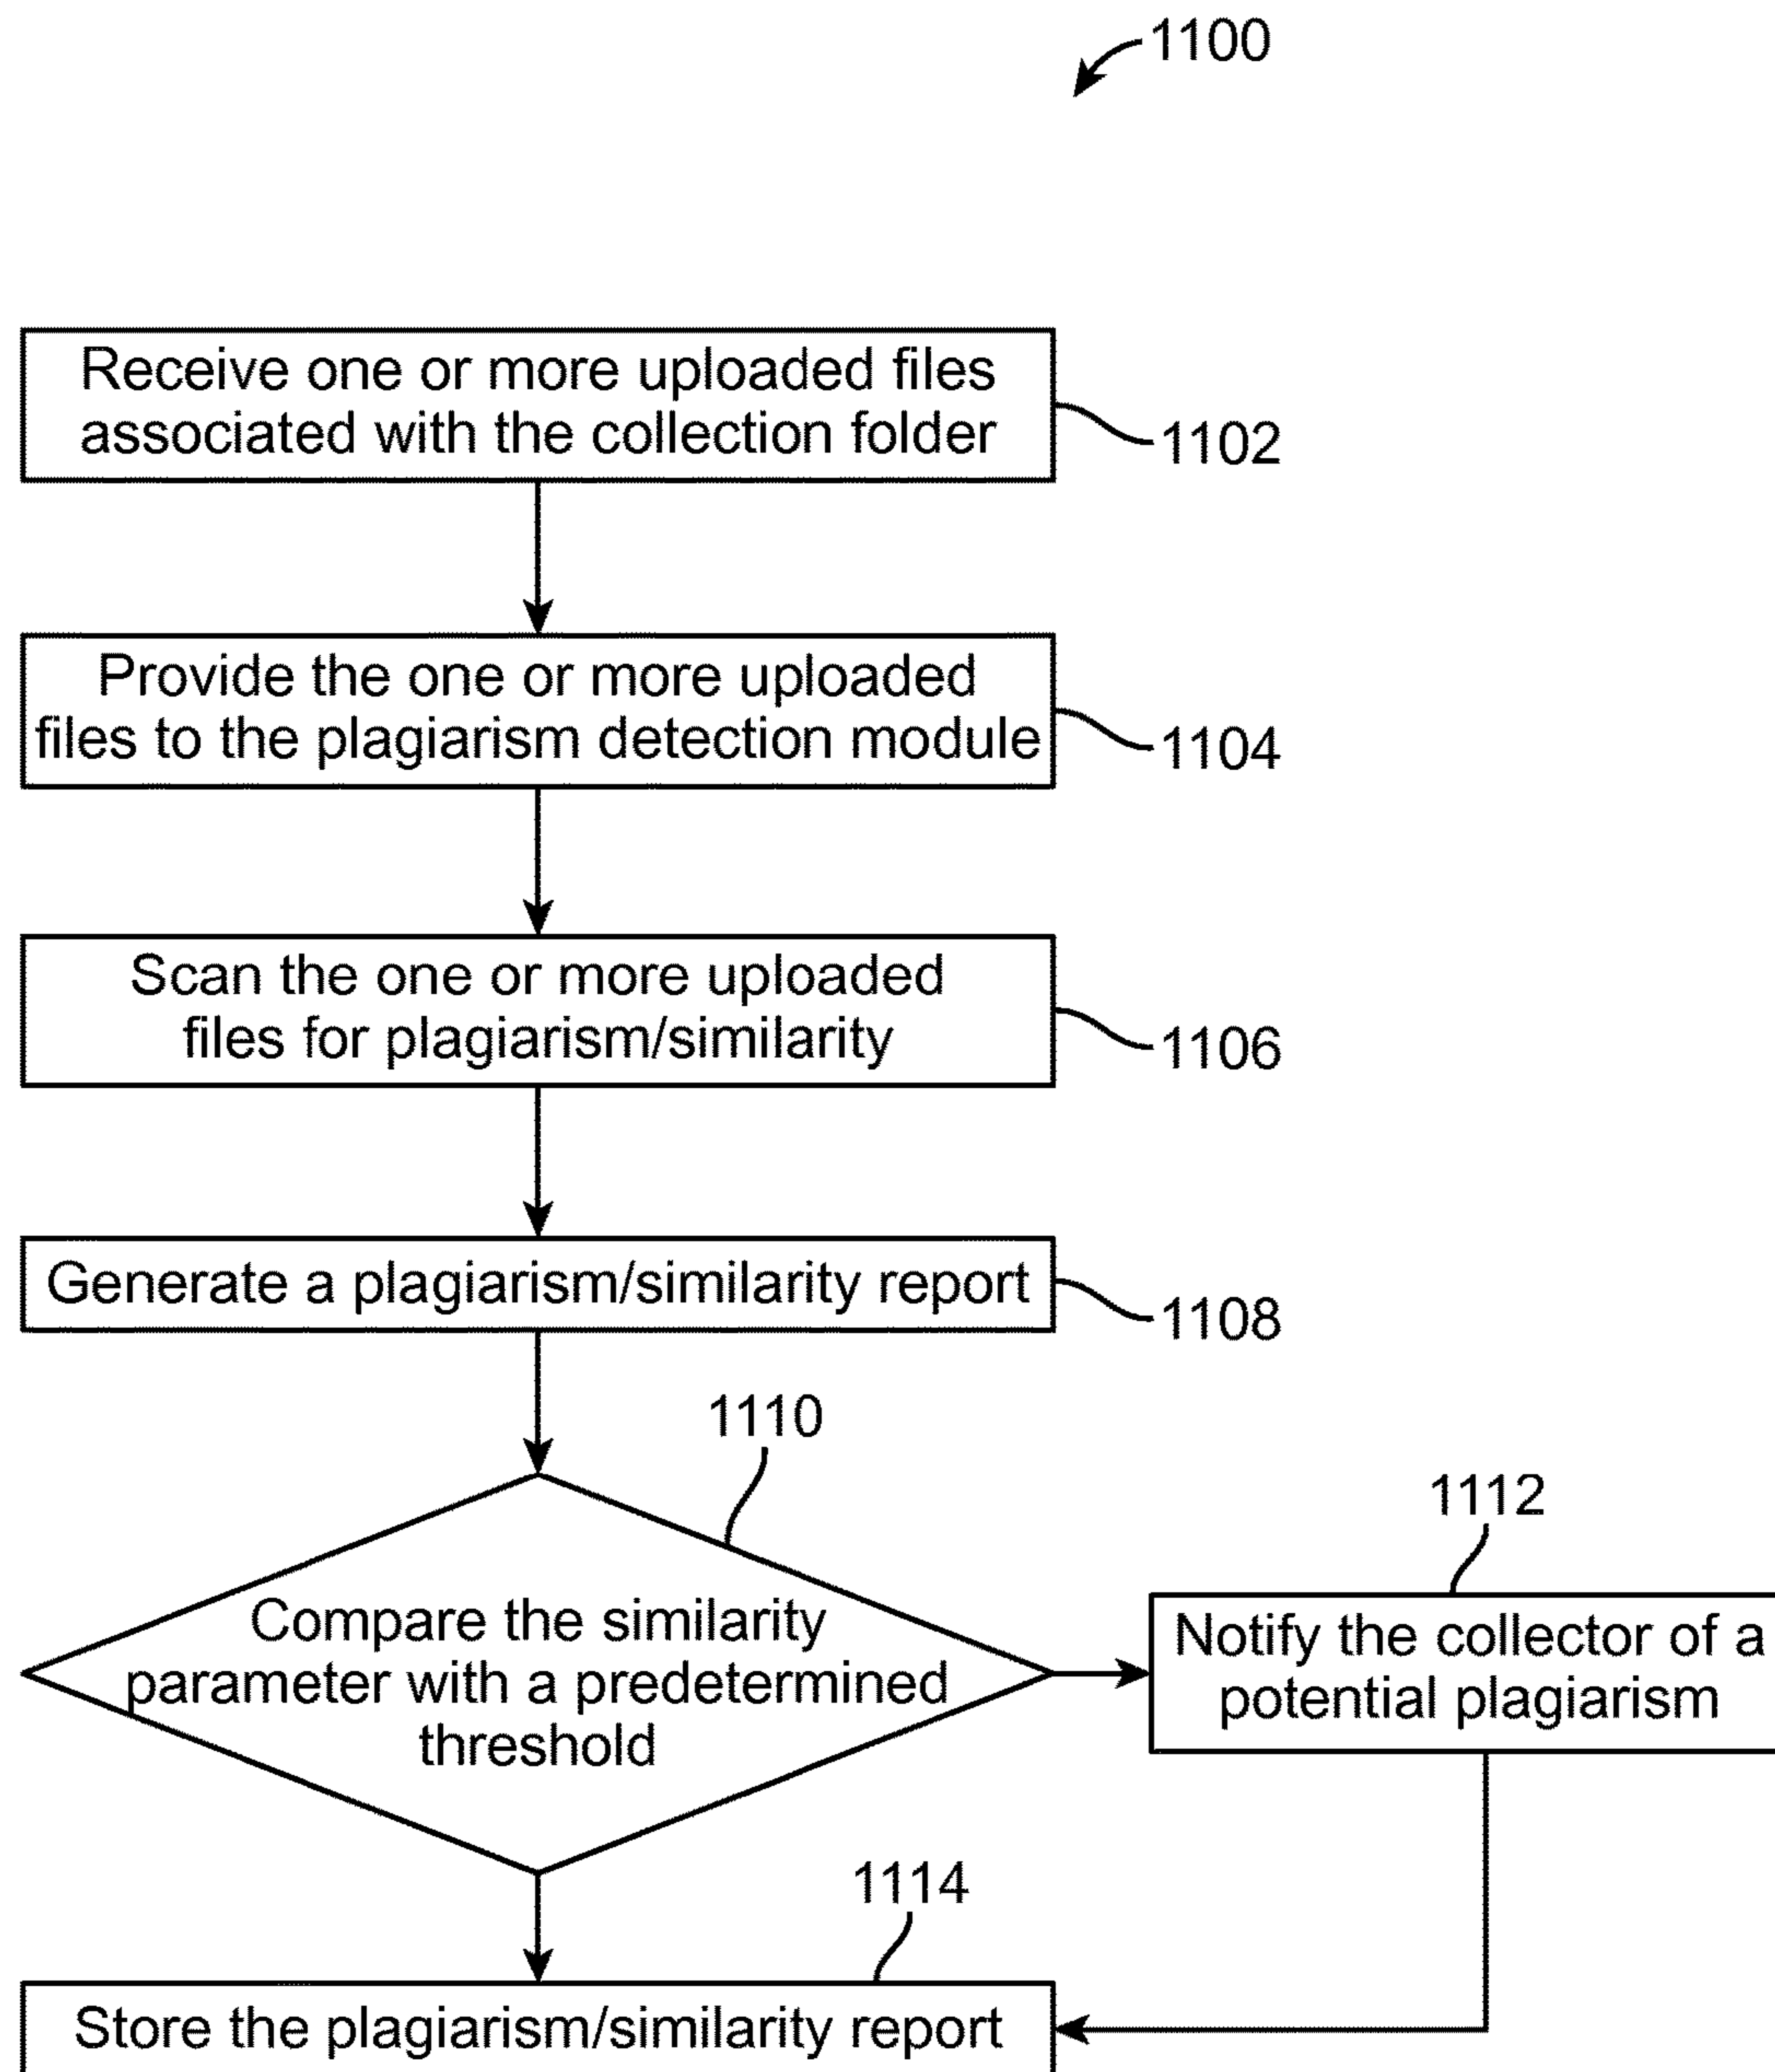 1100
Receive one or more uploaded files
associated with the collection folder
1102
Provide the one or more uploaded
files to the plagiarism detection module
1104
Scan the one or more uploaded
files for plagiarism/similarity
1106
Generate a plagiarism/similarity report
1108
1110
Compare the similarity
parameter with a predetermined
threshold
1112
Notify the collector of a
potential plagiarism
1114
Store the plagiarism/similarity report